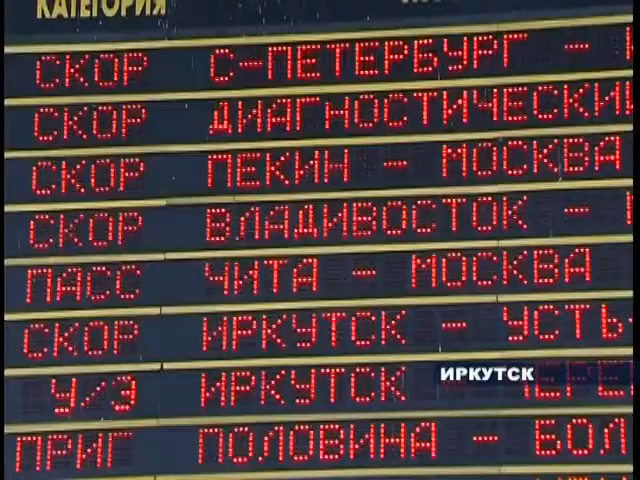 КАТЕГОРИЯ
СКОР С-ПЕТЕРБУРГ -
СКОР ДИАГНОСТИЧЕСКИЙ
СКОР ПЕКИН - МОСКВА
СКОР ВЛАДИВОСТОК -
ПАСС ЧИТА - МОСКВА
СКОР ИРКУТСК - УСТЬ-
У/Э ИРКУТСК
ИРКУТСК
ПРИГ ПОЛОВИНА - БОЛ